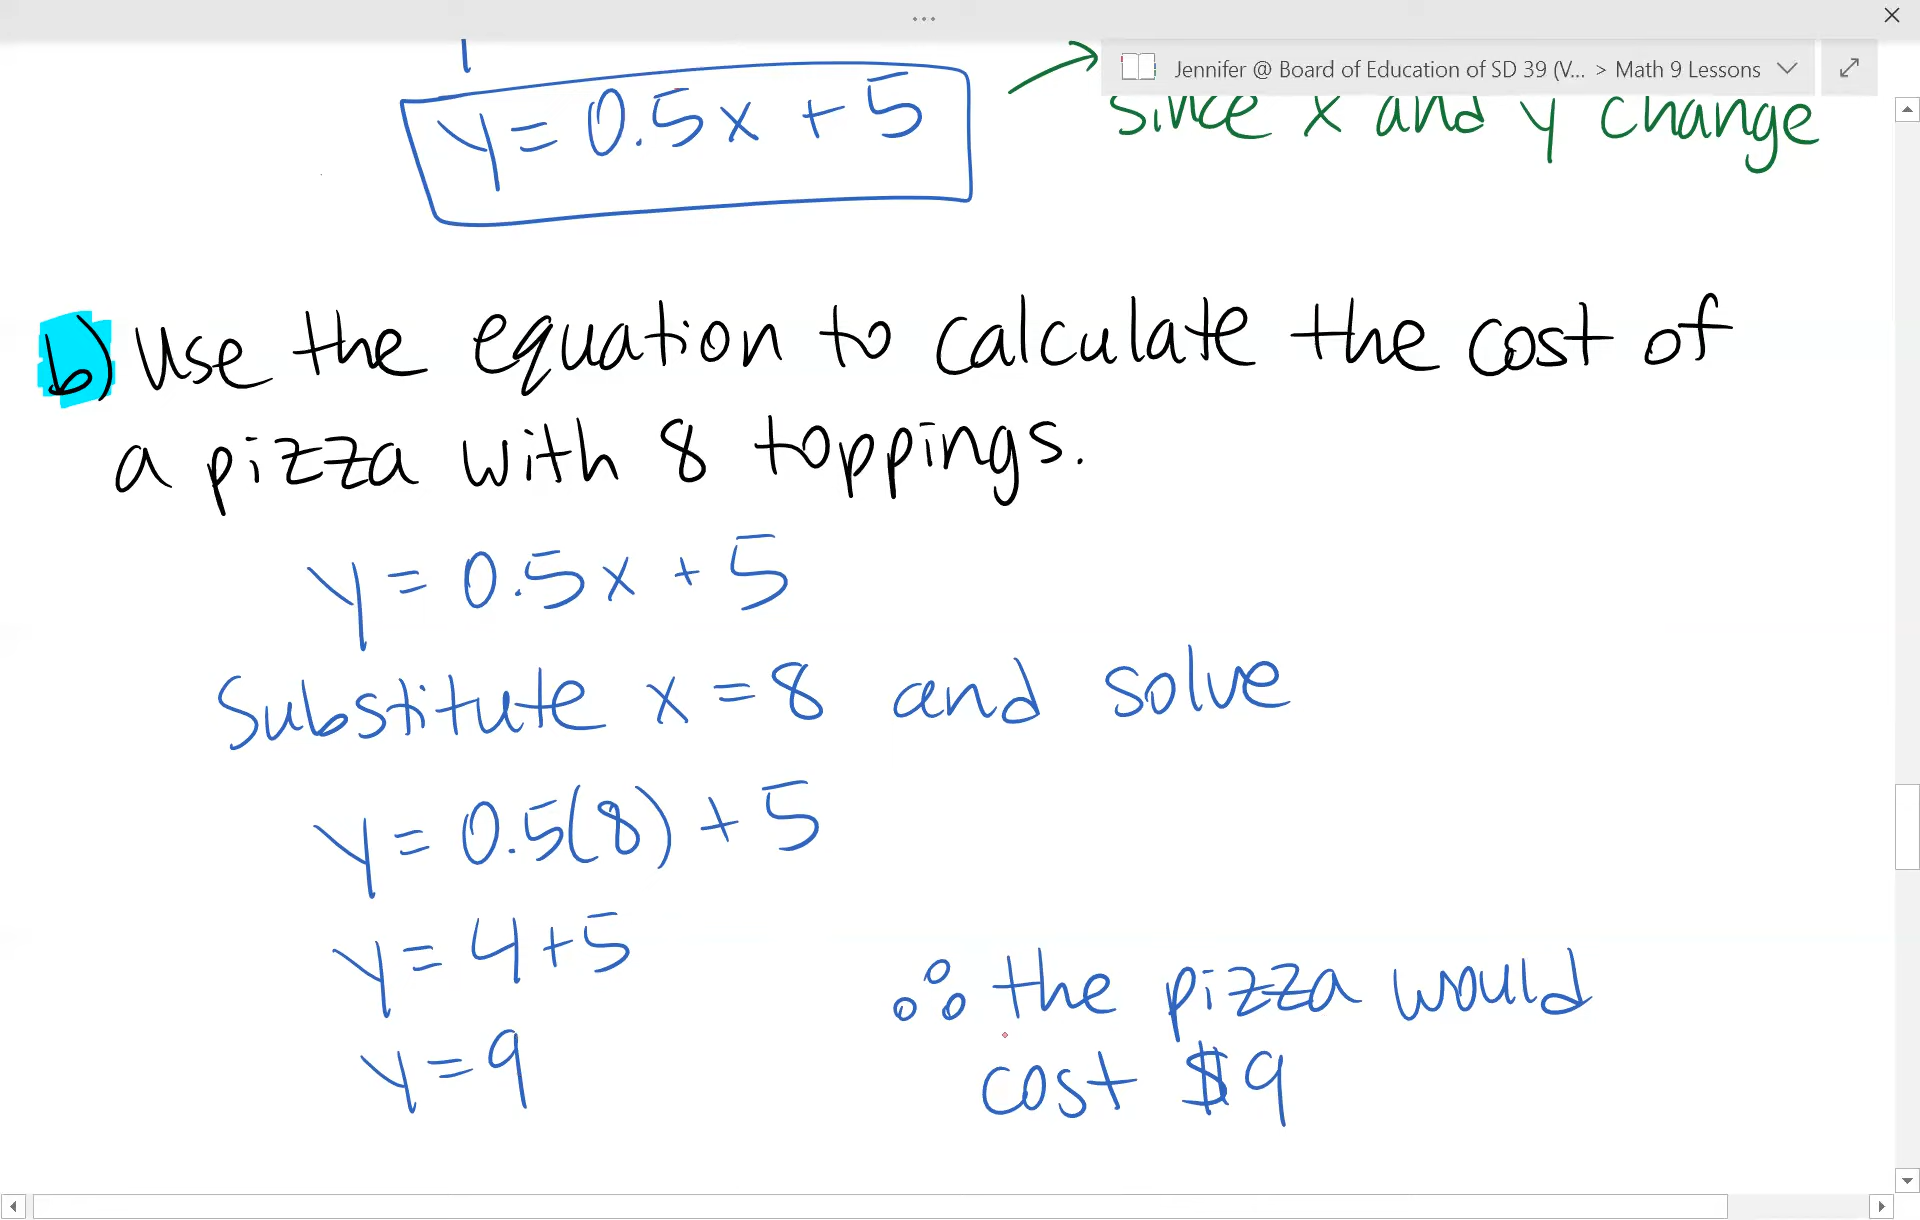 Jennifer @ Board of Education of SD 39 (V... > Math 9 Lessons
y = 0.5x + 5
since x and y change
b) Use the equation to calculate the cost of
a pizza with 8 toppings.
y = 0.5x + 5
Substitute x = 8 and solve
y = 0.5(8) + 5
y = 4 + 5
y = 9
∴ the pizza would
cost $9